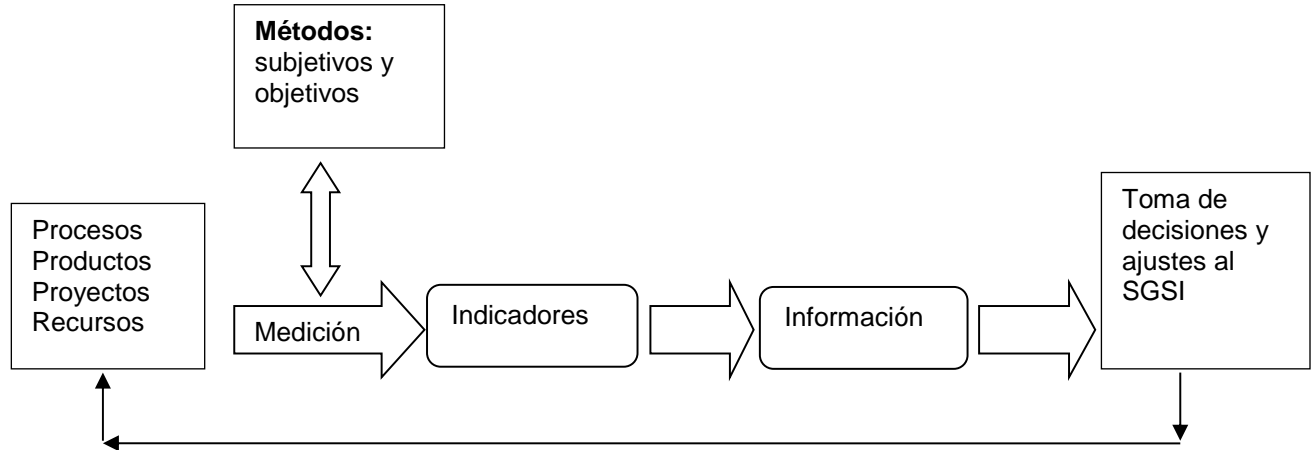 Métodos:
subjetivos y
objetivos
Procesos
Productos
Proyectos
Recursos
Medición
Indicadores
Información
Toma de
decisiones y
ajustes al
SGSI